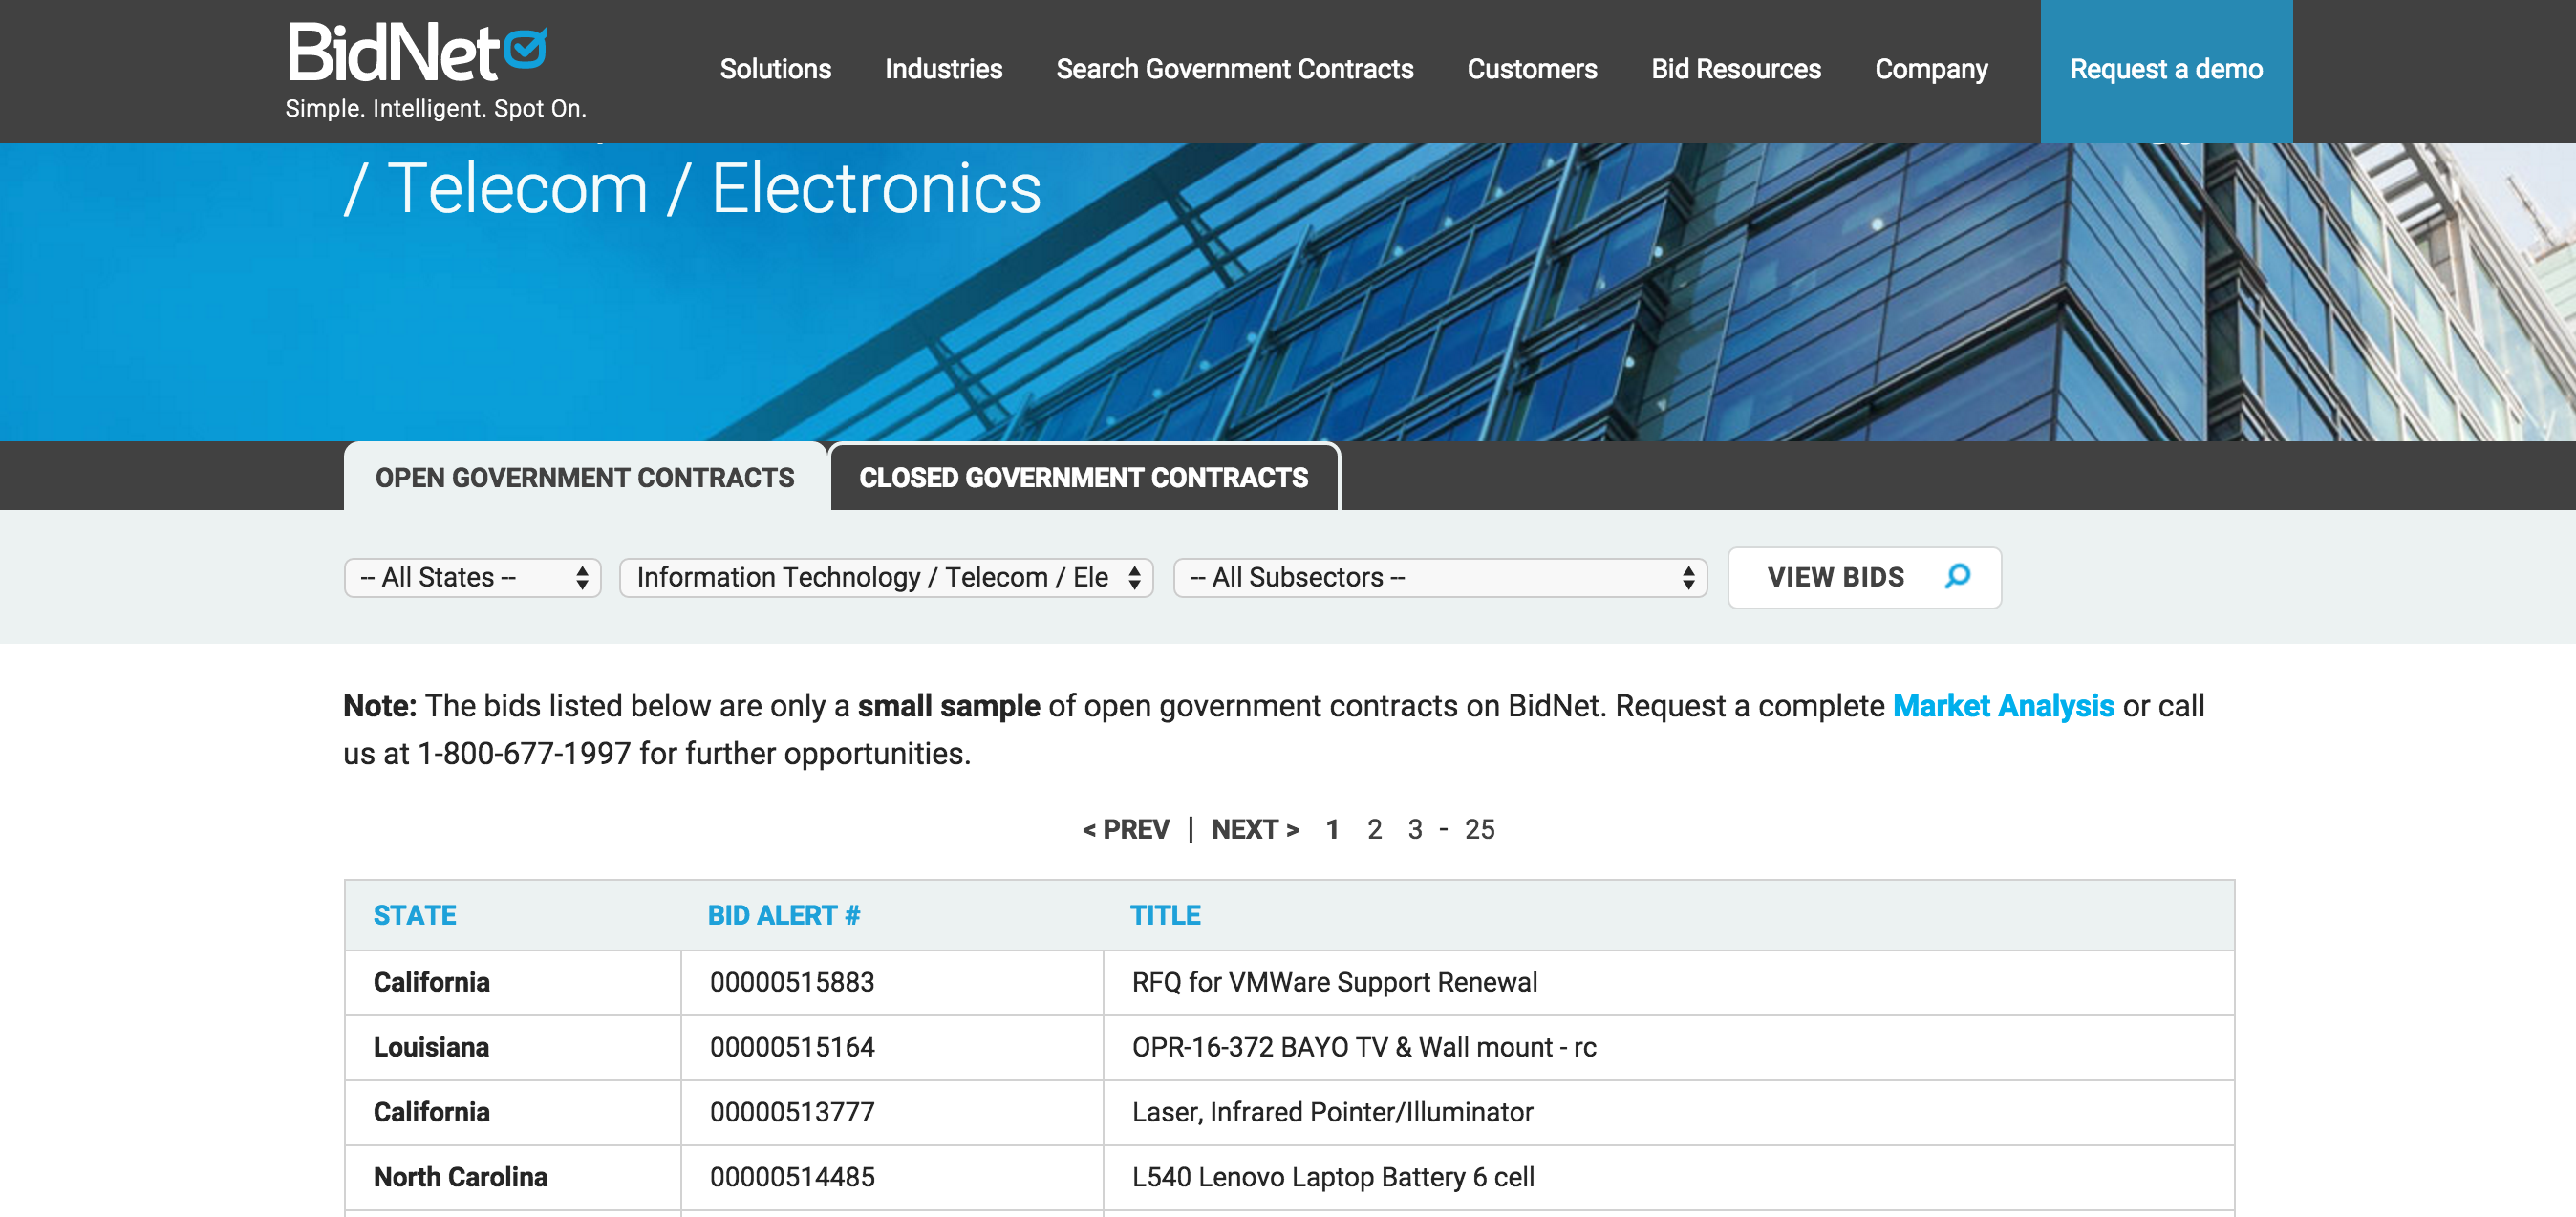 BidNet
Simple. Intelligent. Spot On.
Solutions
Industries
Search Government Contracts
Customers
Bid Resources
Company
Request a demo
/ Telecom / Electronics
OPEN GOVERNMENT CONTRACTS
CLOSED GOVERNMENT CONTRACTS
-- All States --
Information Technology / Telecom / Ele
-- All Subsectors --
VIEW BIDS
Note: The bids listed below are only a small sample of open government contracts on BidNet. Request a complete Market Analysis or call
us at 1-800-677-1997 for further opportunities.
< PREV | NEXT > 1 2 3 - 25
STATE BID ALERT # TITLE
California 00000515883 RFQ for VMWare Support Renewal
Louisiana 00000515164 OPR-16-372 BAYO TV & Wall mount - rc
California 00000513777 Laser, Infrared Pointer/Illuminator
North Carolina 00000514485 L540 Lenovo Laptop Battery 6 cell